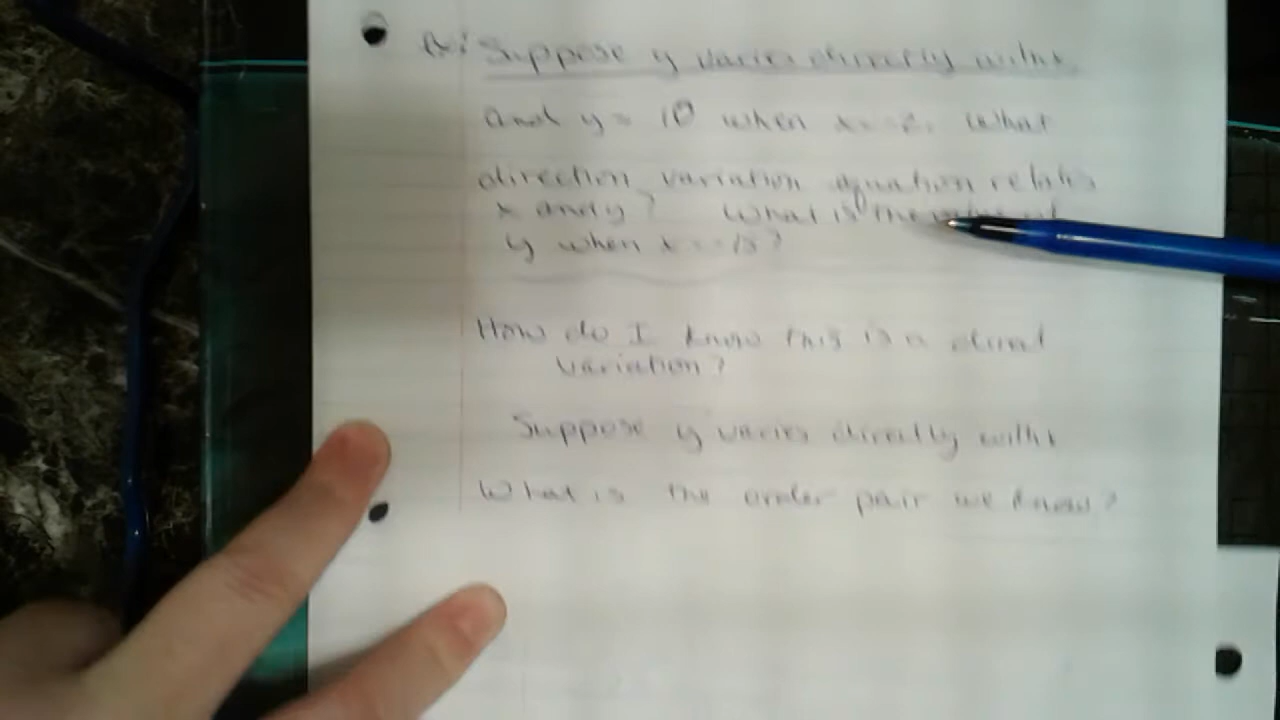 Ex: Suppose y varies directly with x
and y = 10 when x = -2. What
direction variation equation relates
x and y? What is the value of
y when x = -15?
How do I know this is a direct
variation?
Suppose y varies directly with x
What is the order pair we know?